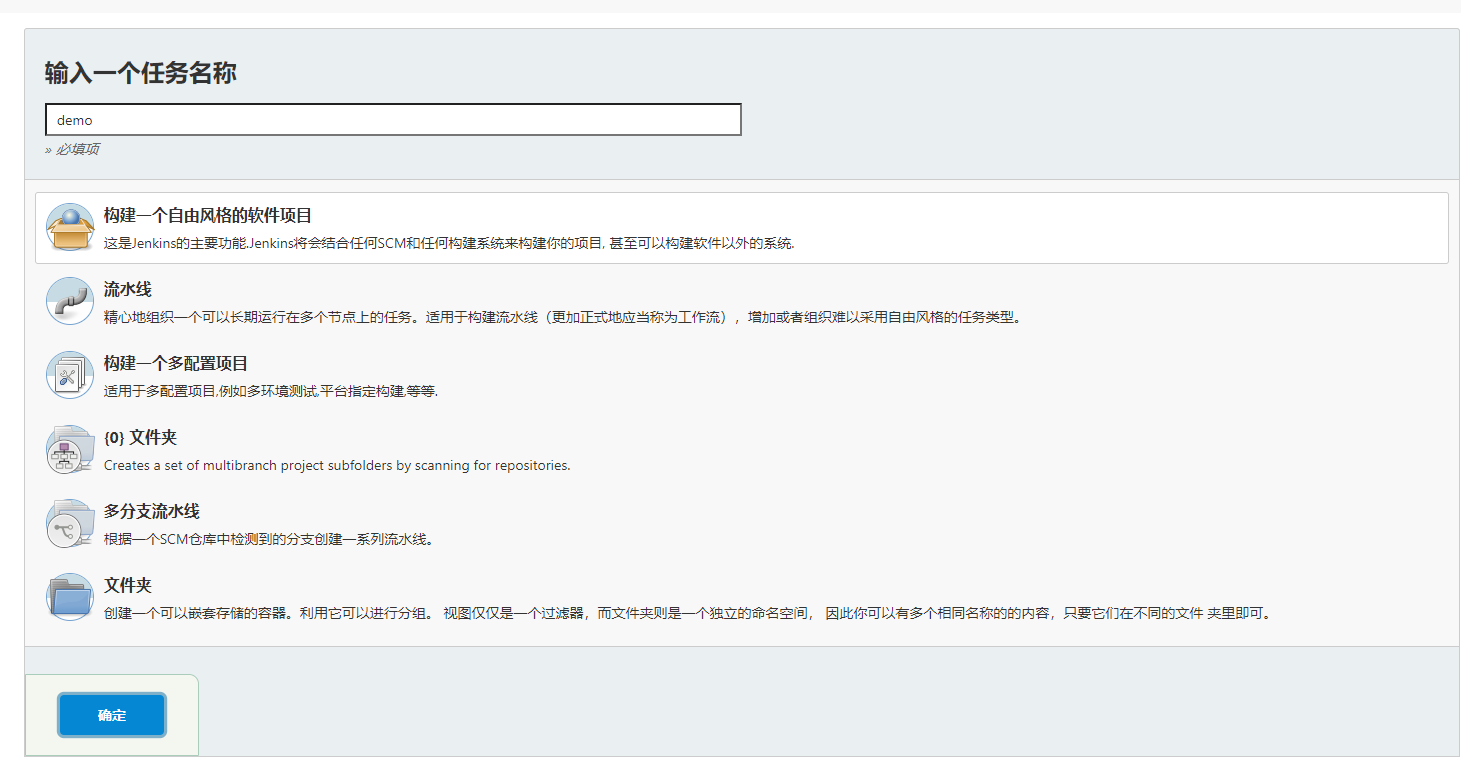 输入一个任务名称
demo
» 必填项
构建一个自由风格的软件项目
这是Jenkins的主要功能.Jenkins将会结合任何SCM和任何构建系统来构建你的项目, 甚至可以构建软件以外的系统.
流水线
精心地组织一个可以长期运行在多个节点上的任务。适用于构建流水线（更加正式地应当称为工作流），增加或者组织难以采用自由风格的任务类型。
构建一个多配置项目
适用于多配置项目,例如多环境测试,平台指定构建,等等.
{0} 文件夹
Creates a set of multibranch project subfolders by scanning for repositories.
多分支流水线
根据一个SCM仓库中检测到的分支创建一系列流水线。
文件夹
创建一个可以嵌套存储的容器。利用它可以进行分组。 视图仅仅是一个过滤器，而文件夹则是一个独立的命名空间， 因此你可以有多个相同名称的的内容，只要它们在不同的文件 夹里即可。
确定